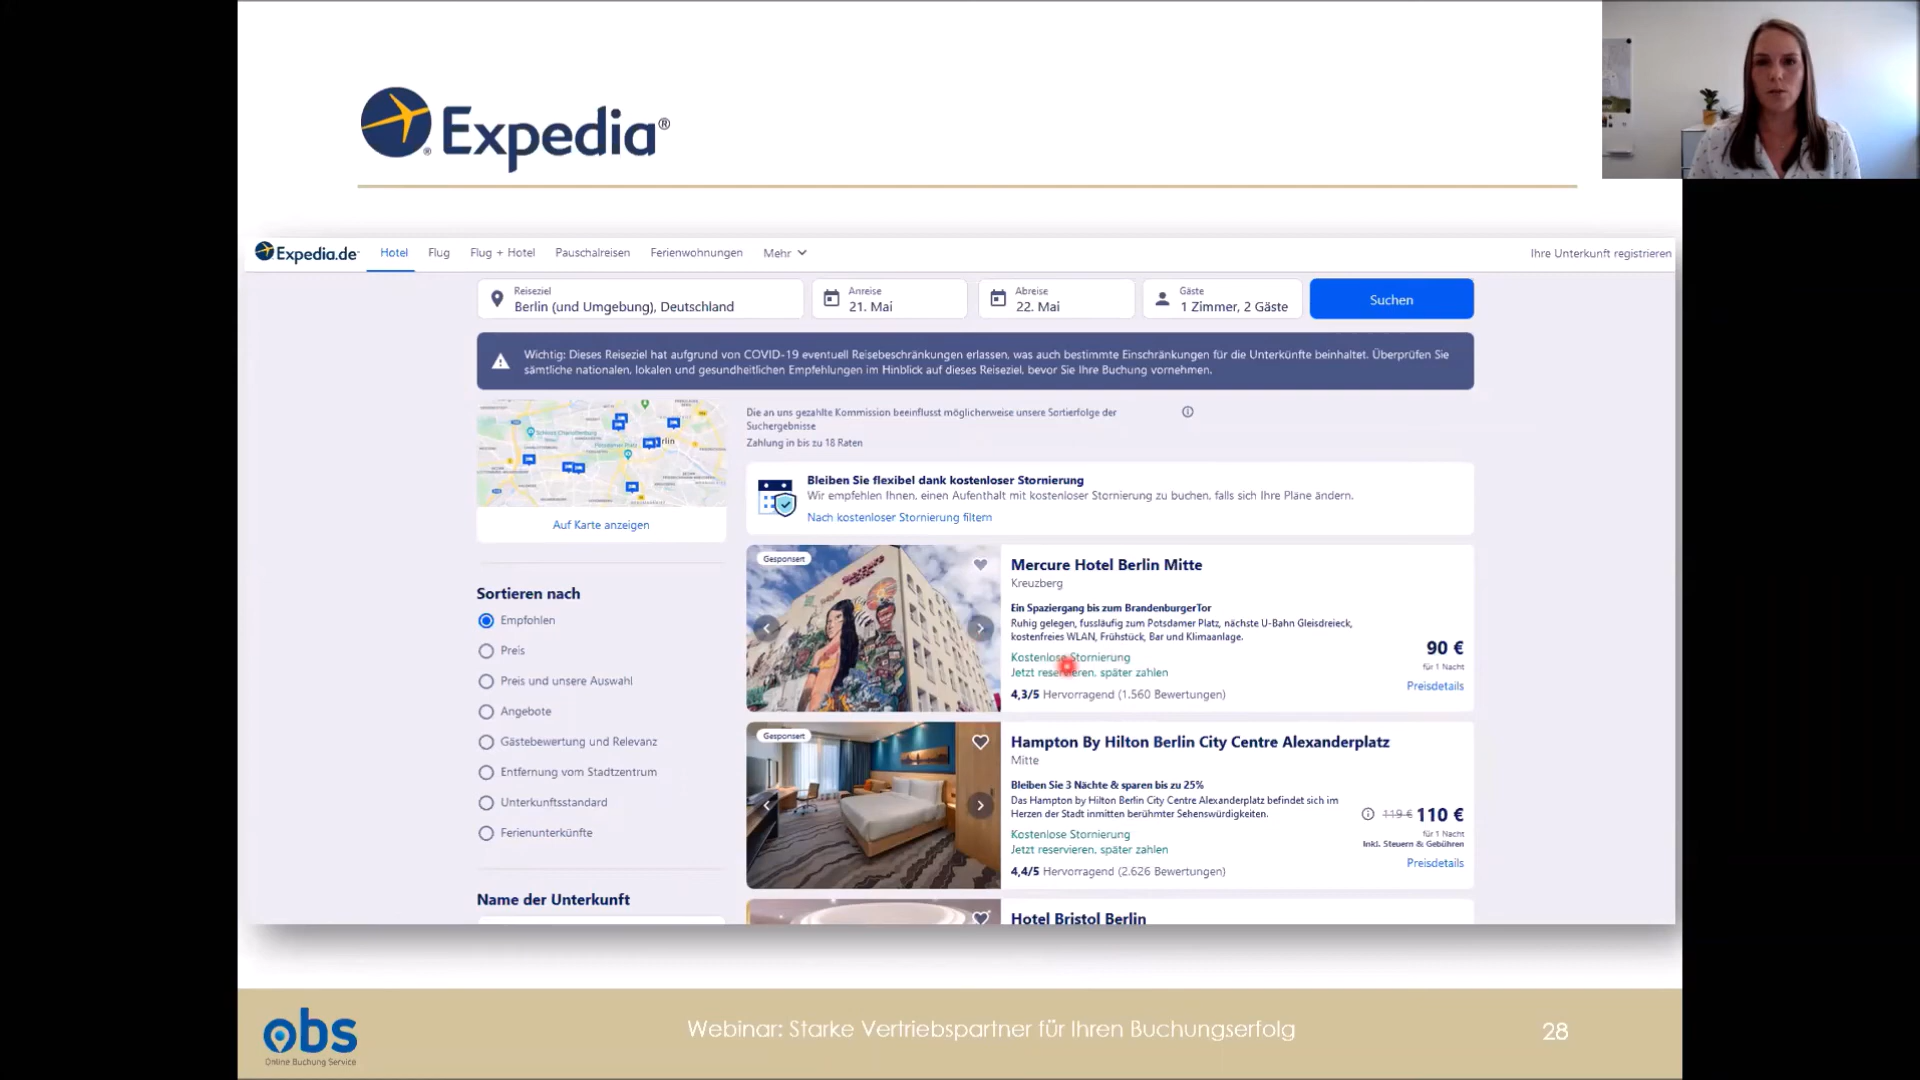 Expedia®
Expedia.de
Hotel
Flug
Flug + Hotel
Pauschalreisen
Ferienwohnungen
Mehr
Ihre Unterkunft registrieren
Reiseziel
Berlin (und Umgebung), Deutschland
Anreise
21. Mai
Abreise
22. Mai
Gäste
1 Zimmer, 2 Gäste
Suchen
Wichtig: Dieses Reiseziel hat aufgrund von COVID-19 eventuell Reisebeschränkungen erlassen, was auch bestimmte Einschränkungen für die Unterkünfte beinhaltet. Überprüfen Sie
sämtliche nationalen, lokalen und gesundheitlichen Empfehlungen im Hinblick auf dieses Reiseziel, bevor Sie Ihre Buchung vornehmen.
Auf Karte anzeigen
Sortieren nach
Empfohlen
Preis
Preis und unsere Auswahl
Angebote
Gästebewertung und Relevanz
Entfernung vom Stadtzentrum
Unterkunftsstandard
Ferienunterkünfte
Name der Unterkunft
Die an uns gezahlte Kommission beeinflusst möglicherweise unsere Sortierfolge der
Suchergebnisse
Zahlung in bis zu 18 Raten
Bleiben Sie flexibel dank kostenloser Stornierung
Wir empfehlen Ihnen, einen Aufenthalt mit kostenloser Stornierung zu buchen, falls sich Ihre Pläne ändern.
Nach kostenloser Stornierung filtern
Gesponsert
Mercure Hotel Berlin Mitte
Kreuzberg
Ein Spaziergang bis zum BrandenburgerTor
Ruhig gelegen, fussläufig zum Potsdamer Platz, nächste U-Bahn Gleisdreieck,
kostenfreies WLAN, Frühstück, Bar und Klimaanlage.
Kostenlose Stornierung
Jetzt reservieren, später zahlen
4,3/5 Hervorragend (1.560 Bewertungen)
90 €
für 1 Nacht
Preisdetails
Gesponsert
Hampton By Hilton Berlin City Centre Alexanderplatz
Mitte
Bleiben Sie 3 Nächte & sparen bis zu 25%
Das Hampton by Hilton Berlin City Centre Alexanderplatz befindet sich im
Herzen der Stadt inmitten berühmter Sehenswürdigkeiten.
Kostenlose Stornierung
Jetzt reservieren, später zahlen
4,4/5 Hervorragend (2.626 Bewertungen)
119 € 110 €
für 1 Nacht
Inkl. Steuern & Gebühren
Preisdetails
Hotel Bristol Berlin
obs
Online Buchung Service
Webinar: Starke Vertriebspartner für Ihren Buchungserfolg
28